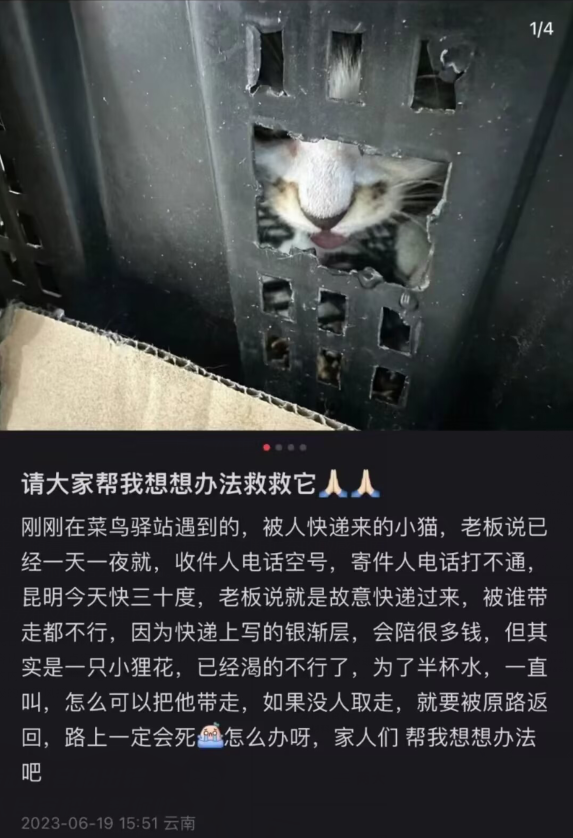 1/4
请大家帮我想想办法救救它🙏🏻🙏🏻
刚刚在菜鸟驿站遇到的，被人快递来的小猫，老板说已
经一天一夜就，收件人电话空号，寄件人电话打不通，
昆明今天快三十度，老板说就是故意快递过来，被谁带
走都不行，因为快递上写的银渐层，会陪很多钱，但其
实是一只小狸花，已经渴的不行了，为了半杯水，一直
叫，怎么可以把他带走，如果没人取走，就要被原路返
回，路上一定会死怎么办呀，家人们 帮我想想办法
吧
2023-06-19 15:51 云南